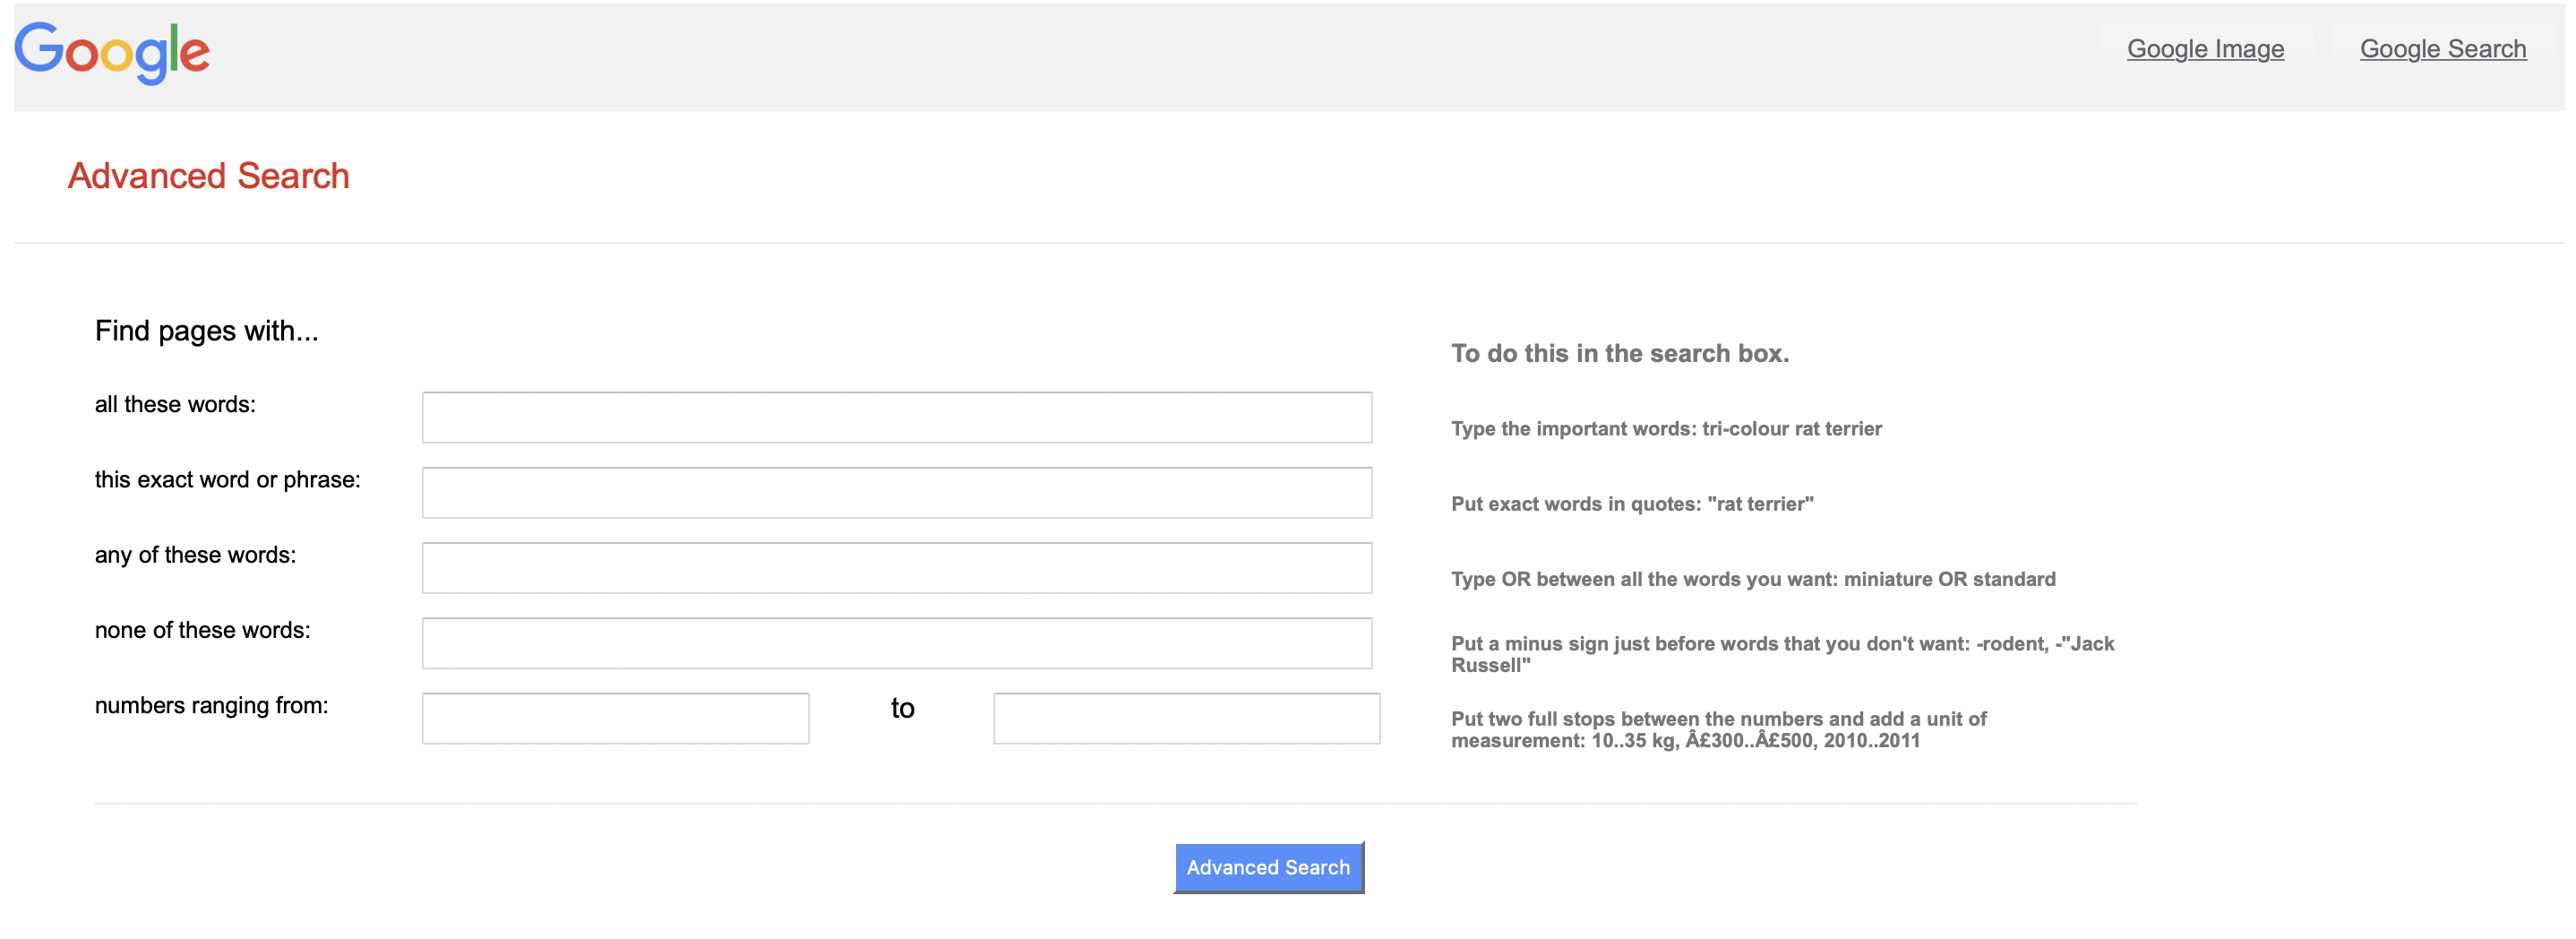 Google
Google Image
Google Search
Advanced Search
Find pages with...
To do this in the search box.
all these words:
Type the important words: tri-colour rat terrier
this exact word or phrase:
Put exact words in quotes: "rat terrier"
any of these words:
Type OR between all the words you want: miniature OR standard
none of these words:
Put a minus sign just before words that you don't want: -rodent, -"Jack
Russell"
numbers ranging from:
to
Put two full stops between the numbers and add a unit of
measurement: 10..35 kg, Â£300..Â£500, 2010..2011
Advanced Search